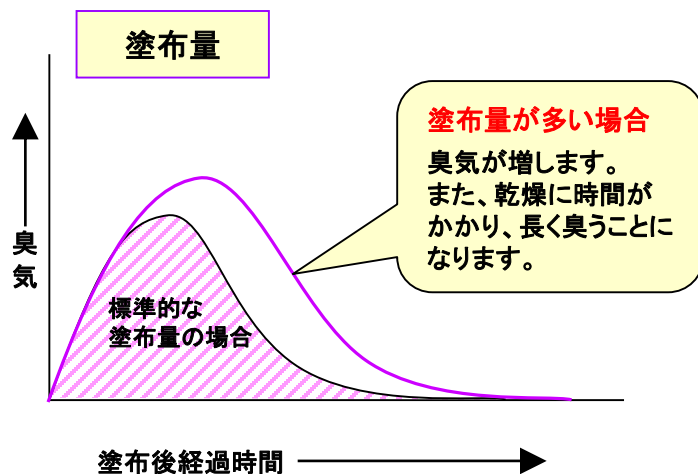 塗布量
塗布量が多い場合
臭気が増します。
また、乾燥に時間が
かかり、長く臭うことに
なります。
臭気
標準的な
塗布量の場合
塗布後経過時間